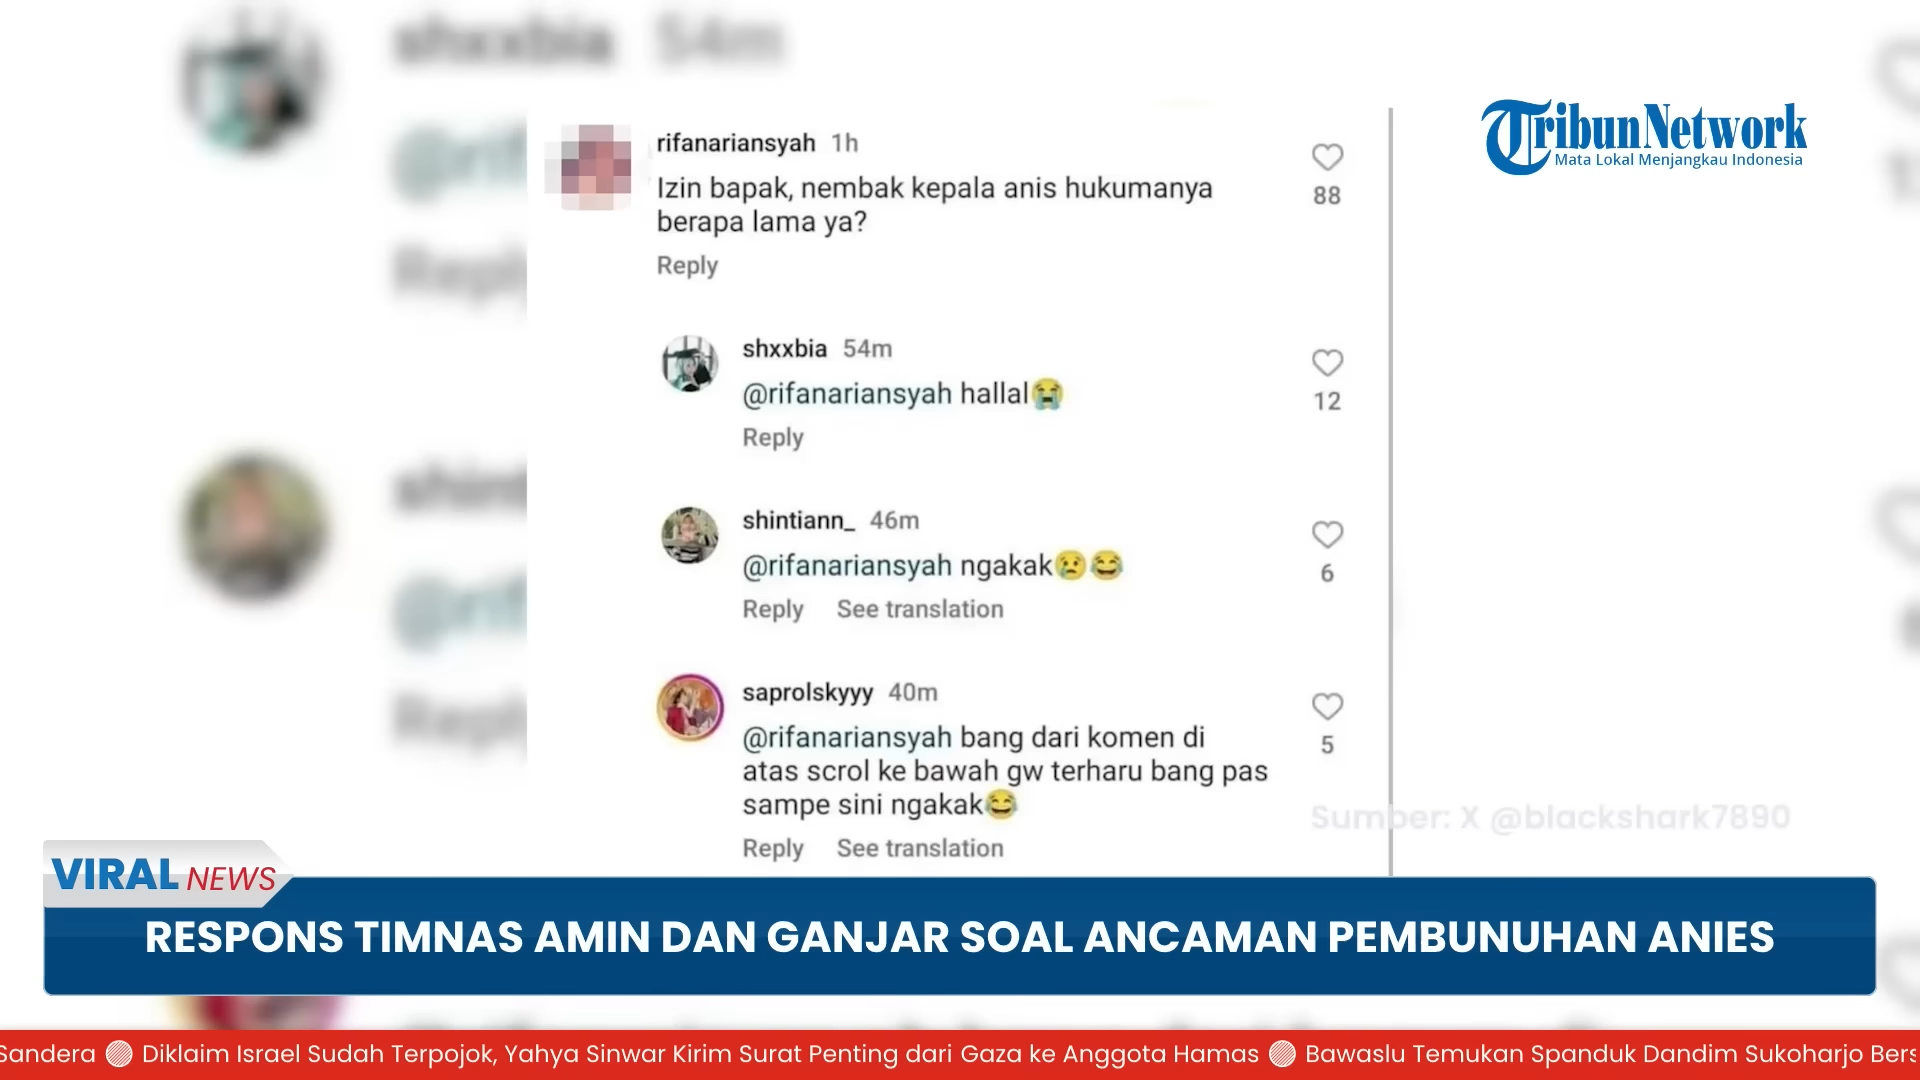 shxxbia 54m
TribunNetwork
Mata Lokal Menjangkau Indonesia
rifanariansyah 1h
Izin bapak, nembak kepala anis hukumanya
berapa lama ya?
88
Reply
shxxbia 54m
@rifanariansyah hallal😭
12
Reply
shintiann_ 46m
@rifanariansyah ngakak😢😂
6
Reply See translation
saprolskyyy 40m
@rifanariansyah bang dari komen di
atas scrol ke bawah gw terharu bang pas
sampe sini ngakak😂
5
Reply See translation
Sumber: X @blackshark7890
VIRAL NEWS
RESPONS TIMNAS AMIN DAN GANJAR SOAL ANCAMAN PEMBUNUHAN ANIES
Sandera Diklaim Israel Sudah Terpojok, Yahya Sinwar Kirim Surat Penting dari Gaza ke Anggota Hamas Bawaslu Temukan Spanduk Dandim Sukoharjo Bers